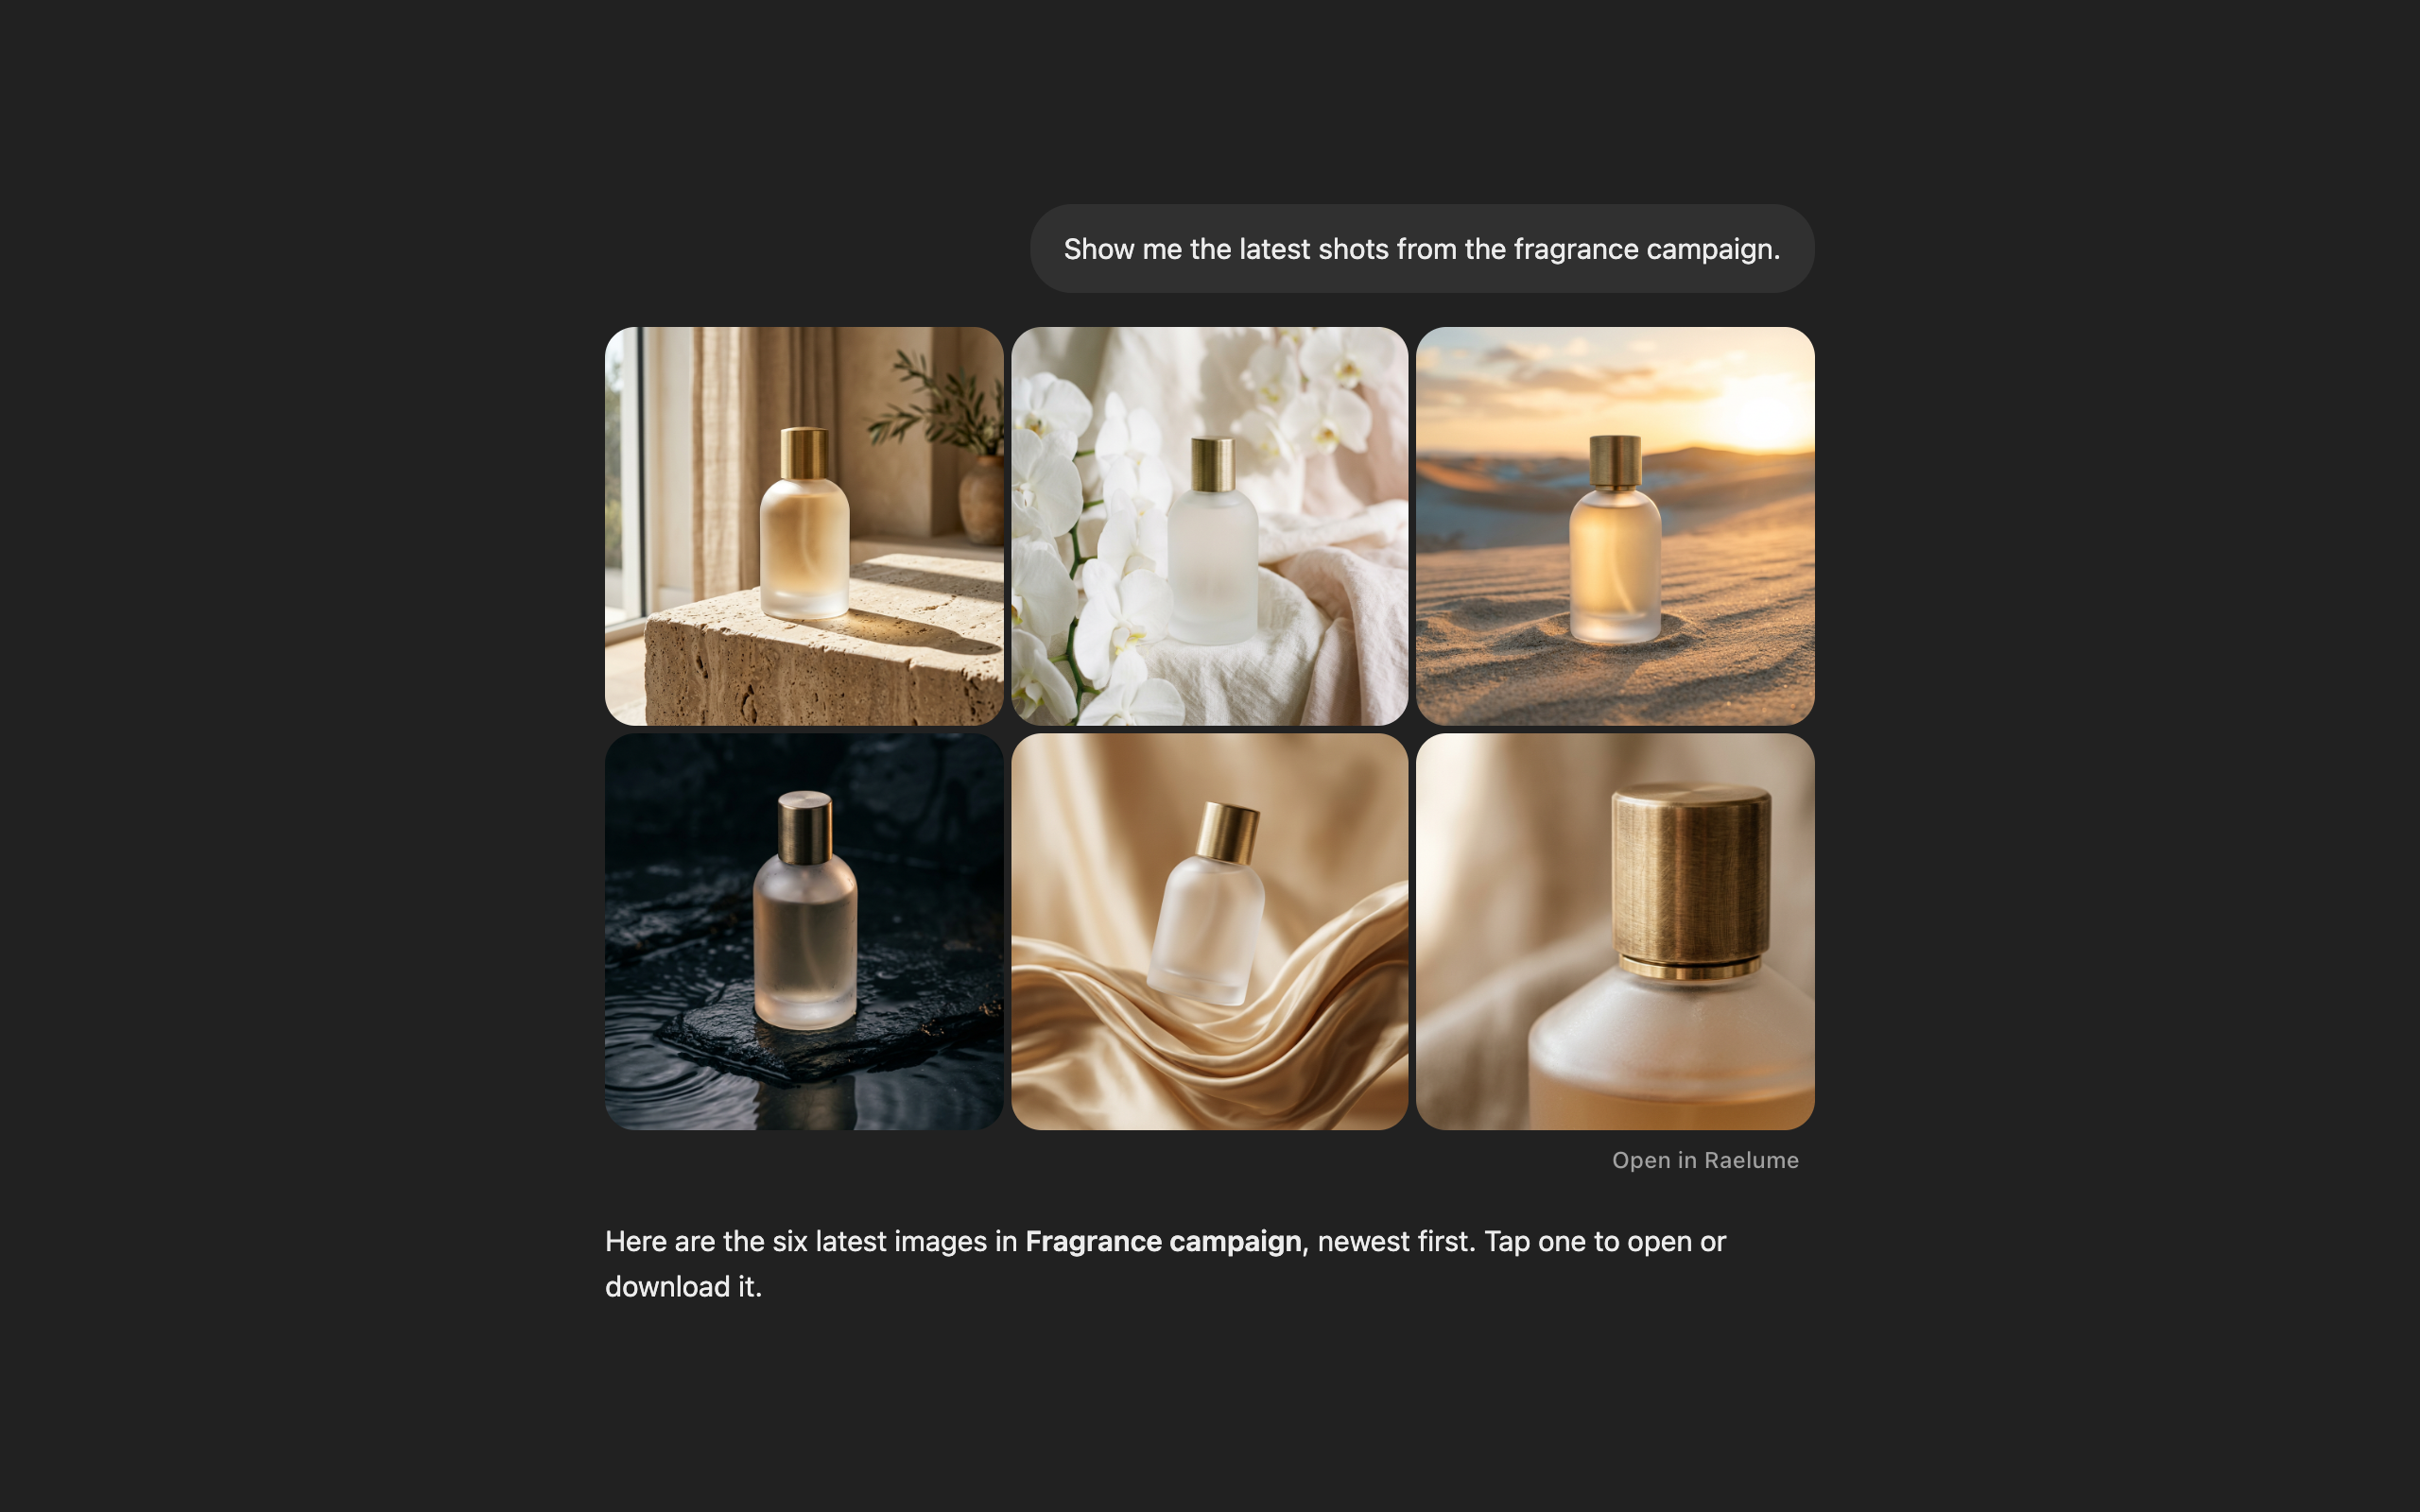 Show me the latest shots from the fragrance campaign.
Open in Raelume
Here are the six latest images in Fragrance campaign, newest first. Tap one to open or
download it.